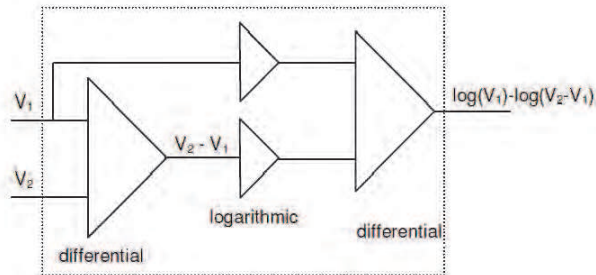 V₁
V₂
V₂ - V₁
log(V₁)-log(V₂-V₁)
logarithmic
differential
differential